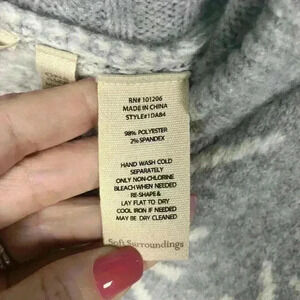 RN# 101206
MADE IN CHINA
STYLE#1DA84
98% POLYESTER
2% SPANDEX
HAND WASH COLD
SEPARATELY
ONLY NON-CHLORINE
BLEACH WHEN NEEDED
RE-SHAPE &
LAY FLAT TO DRY
COOL IRON IF NEEDED
MAY BE DRY CLEANED
Soft Surroundings